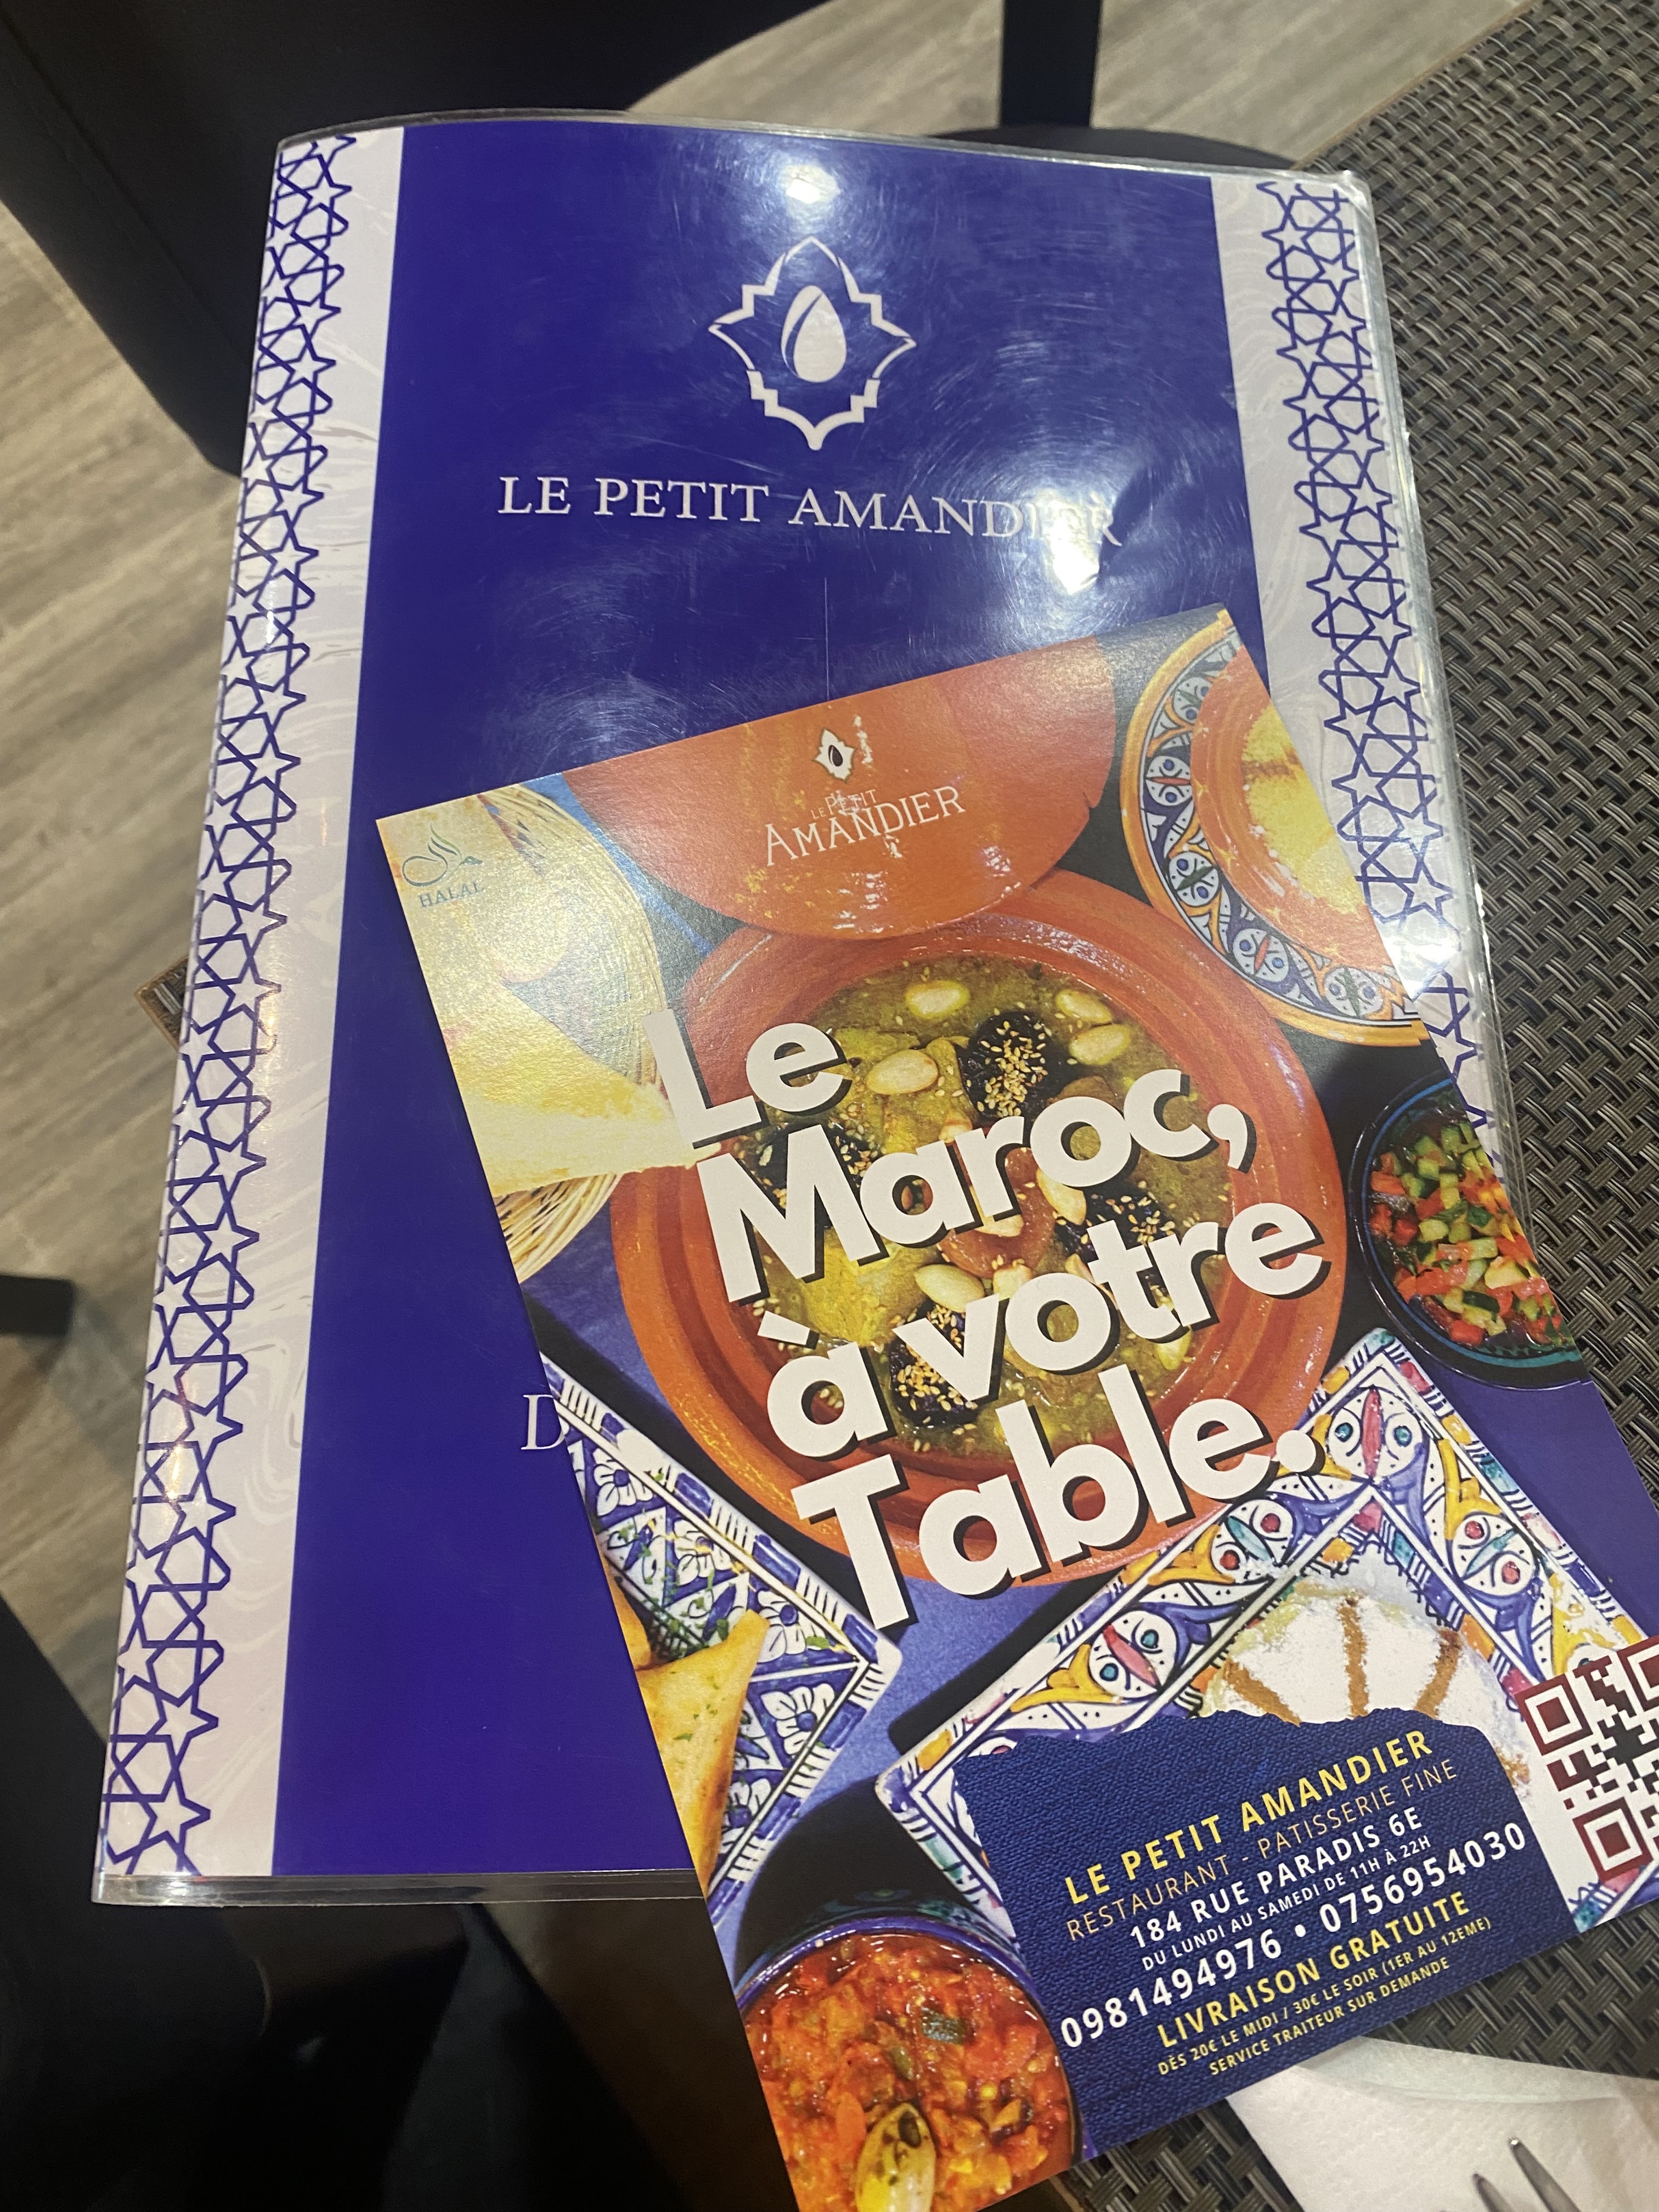 LE PETIT AMANDIER
HALAL
LE PETIT
AMANDIER
Le
Maroc,
à votre
Table.
D
LE PETIT AMANDIER
RESTAURANT - PATISSERIE FINE
184 RUE PARADIS 6E
DU LUNDI AU SAMEDI DE 11H À 22H
0981494976 • 0756954030
LIVRAISON GRATUITE
DÈS 20€ LE MIDI / 30€ LE SOIR (1ER AU 12EME)
SERVICE TRAITEUR SUR DEMANDE